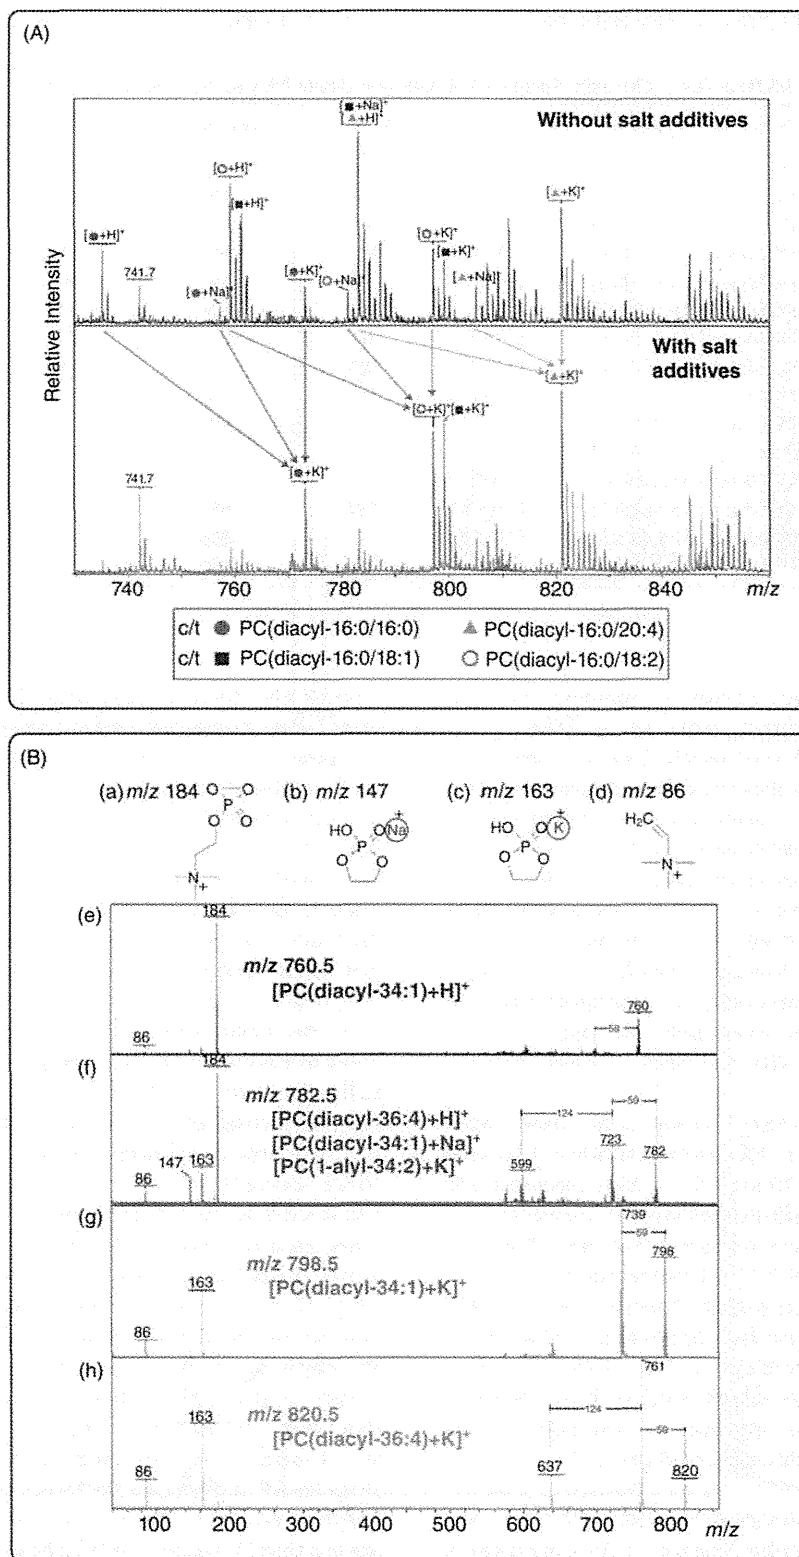 (A)
Without salt additives
[■+Na]+
[▲+H]+
[○+H]+
[■+H]+
[●+H]+
741.7
[●+Na]+
[●+K]+
[○+Na]+
[○+K]+
[■+K]+
[▲+Na]+
[▲+K]+
Relative Intensity
With salt
additives
[▲+K]+
[○+K]+ [■+K]+
[●+K]+
741.7
740 760 780 800 820 840 m/z
c/t ● PC(diacyl-16:0/16:0) ▲ PC(diacyl-16:0/20:4)
c/t ■ PC(diacyl-16:0/18:1) ○ PC(diacyl-16:0/18:2)
(B)
(a) m/z 184 (b) m/z 147 (c) m/z 163 (d) m/z 86
O O
P
O O
N
+
HO O Na +
P
O O
HO O K +
P
O O
H2C
N
+
(e)
184
m/z 760.5
[PC(diacyl-34:1)+H]+
86
58
760
(f)
184
m/z 782.5
[PC(diacyl-36:4)+H]+
[PC(diacyl-34:1)+Na]+
[PC(1-alyl-34:2)+K]+
86 147 163
124 59
599 723 782
(g)
m/z 798.5
[PC(diacyl-34:1)+K]+
86 163
739
59
798
(h)
m/z 820.5
[PC(diacyl-36:4)+K]+
86 163
761
124 59
637 820
100 200 300 400 500 600 700 800 m/z